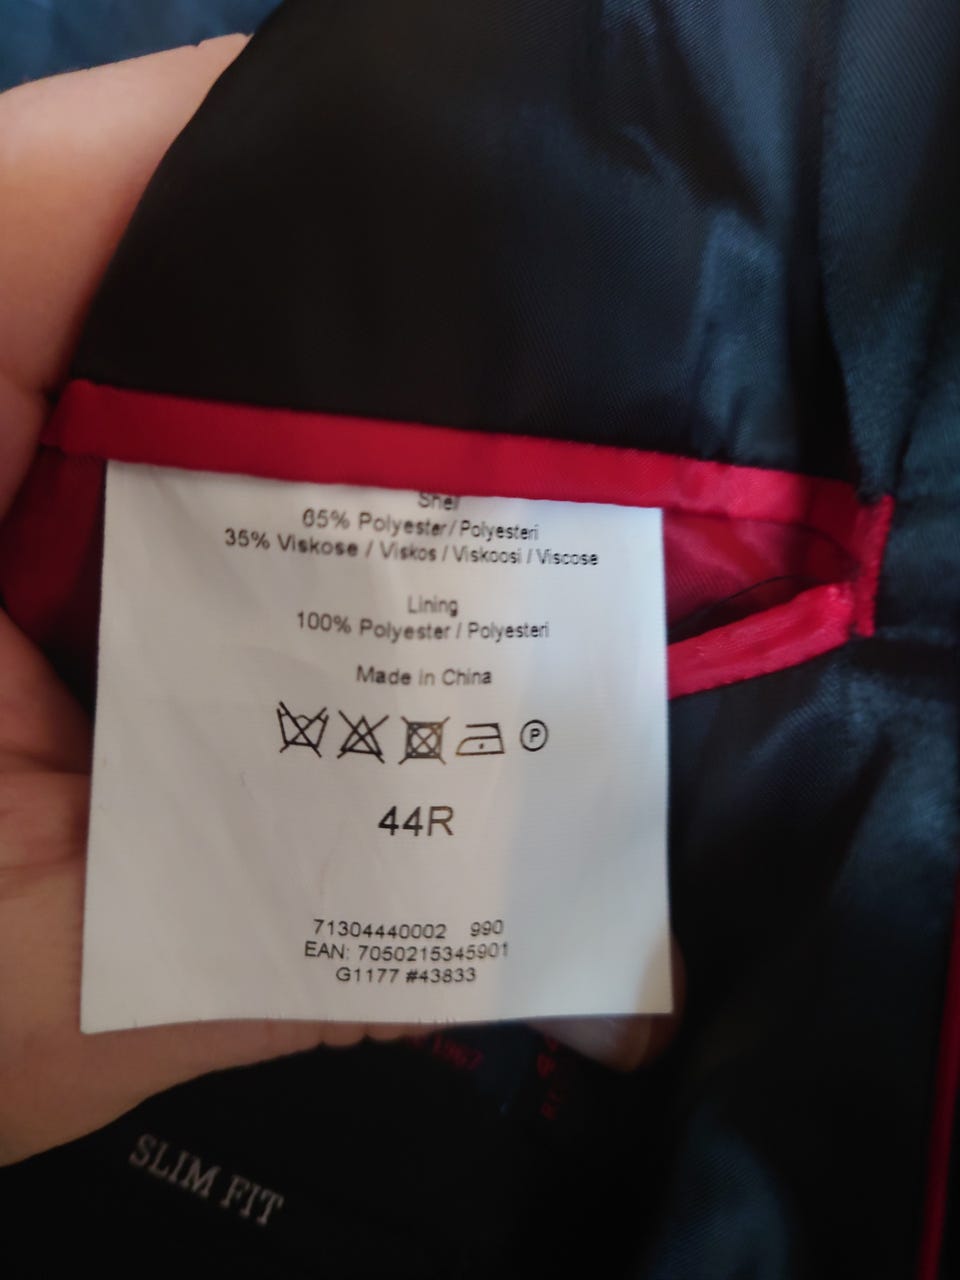 Shell
65% Polyester / Polyesteri
35% Viskose / Viskos / Viskoosi / Viscose
Lining
100% Polyester / Polyesteri
Made in China
P
44R
71304440002 990
EAN: 7050215345901
G1177 #43833
1967
SLIM FIT